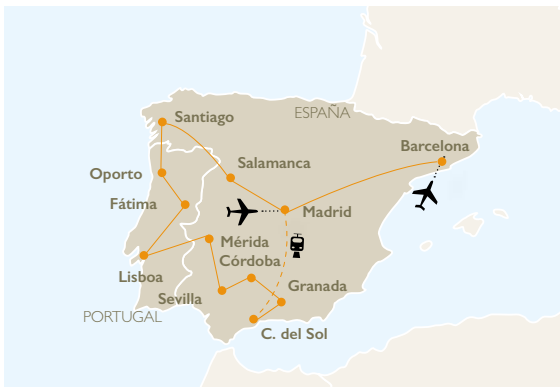 ESPAÑA
Santiago
Barcelona
Salamanca
Oporto
Fátima
Madrid
Mérida
Córdoba
Lisboa
Sevilla
Granada
PORTUGAL
C. del Sol